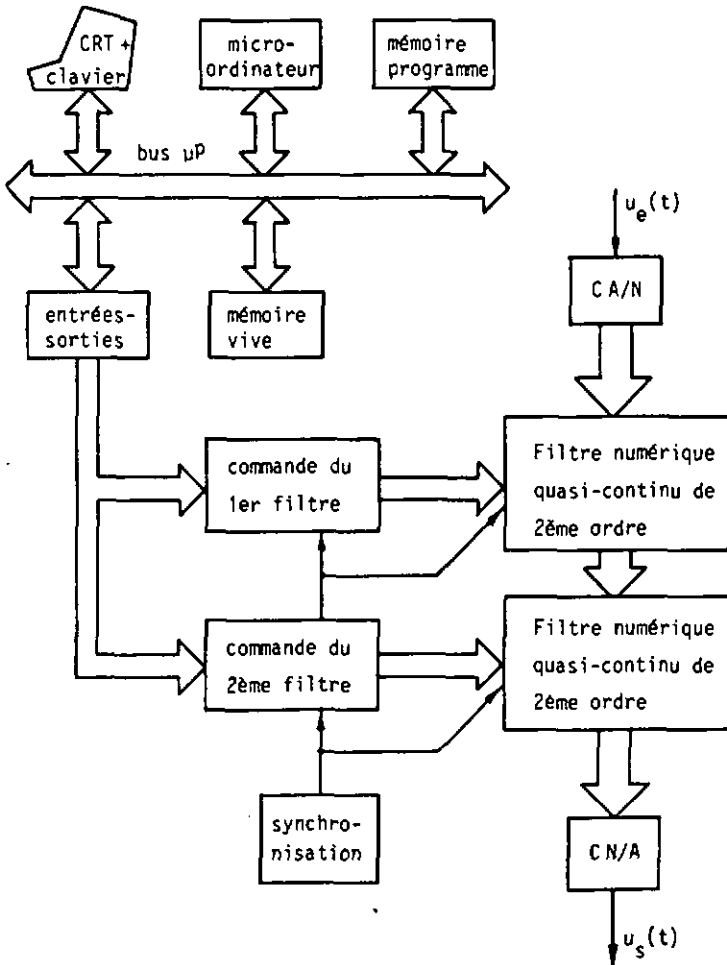 CRT +
clavier
micro-
ordinateur
mémoire
programme
bus µP
entrées-
sorties
mémoire
vive
u_e(t)
C A/N
commande du
1er filtre
Filtre numérique
quasi-continu de
2ème ordre
commande du
2ème filtre
Filtre numérique
quasi-continu de
2ème ordre
synchro-
nisation
C N/A
u_s(t)